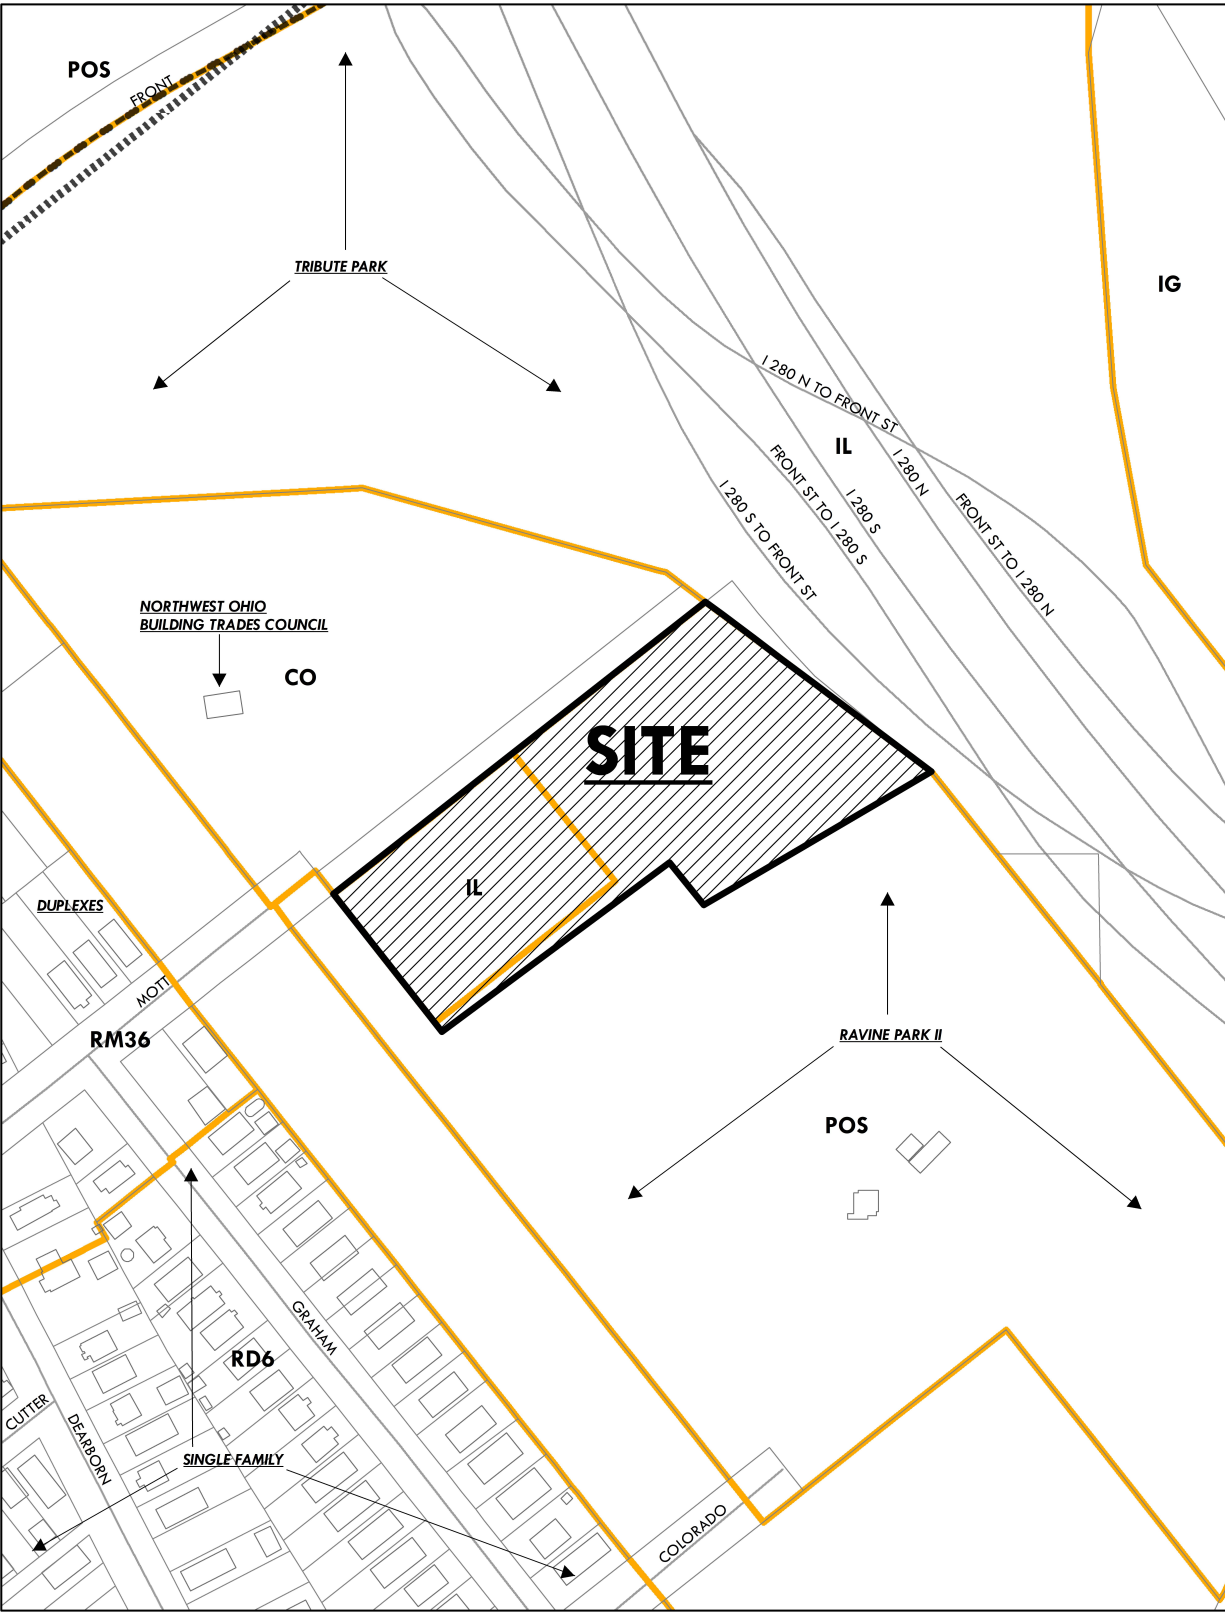 POS
FRONT
TRIBUTE PARK
IG
I 280 N TO FRONT ST
IL
I 280 N
FRONT ST TO I 280 S
I 280 S
I 280 S TO FRONT ST
FRONT ST TO I 280 N
NORTHWEST OHIO
BUILDING TRADES COUNCIL
CO
SITE
IL
DUPLEXES
MOTT
RM36
RAVINE PARK II
POS
GRAHAM
RD6
CUTTER
DEARBORN
SINGLE FAMILY
COLORADO